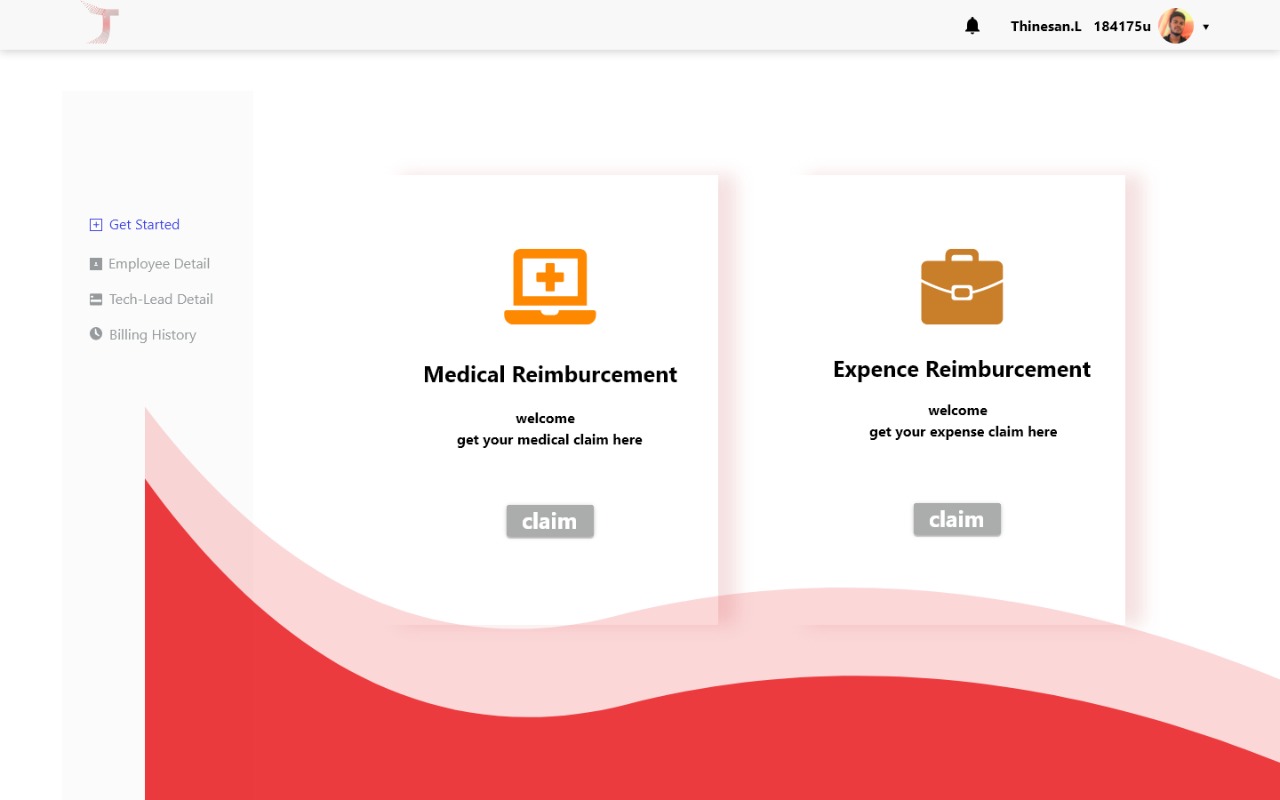 Thinesan.L 184175u
Get Started
Employee Detail
Tech-Lead Detail
Billing History
Medical Reimburcement
welcome
get your medical claim here
claim
Expence Reimburcement
welcome
get your expense claim here
claim